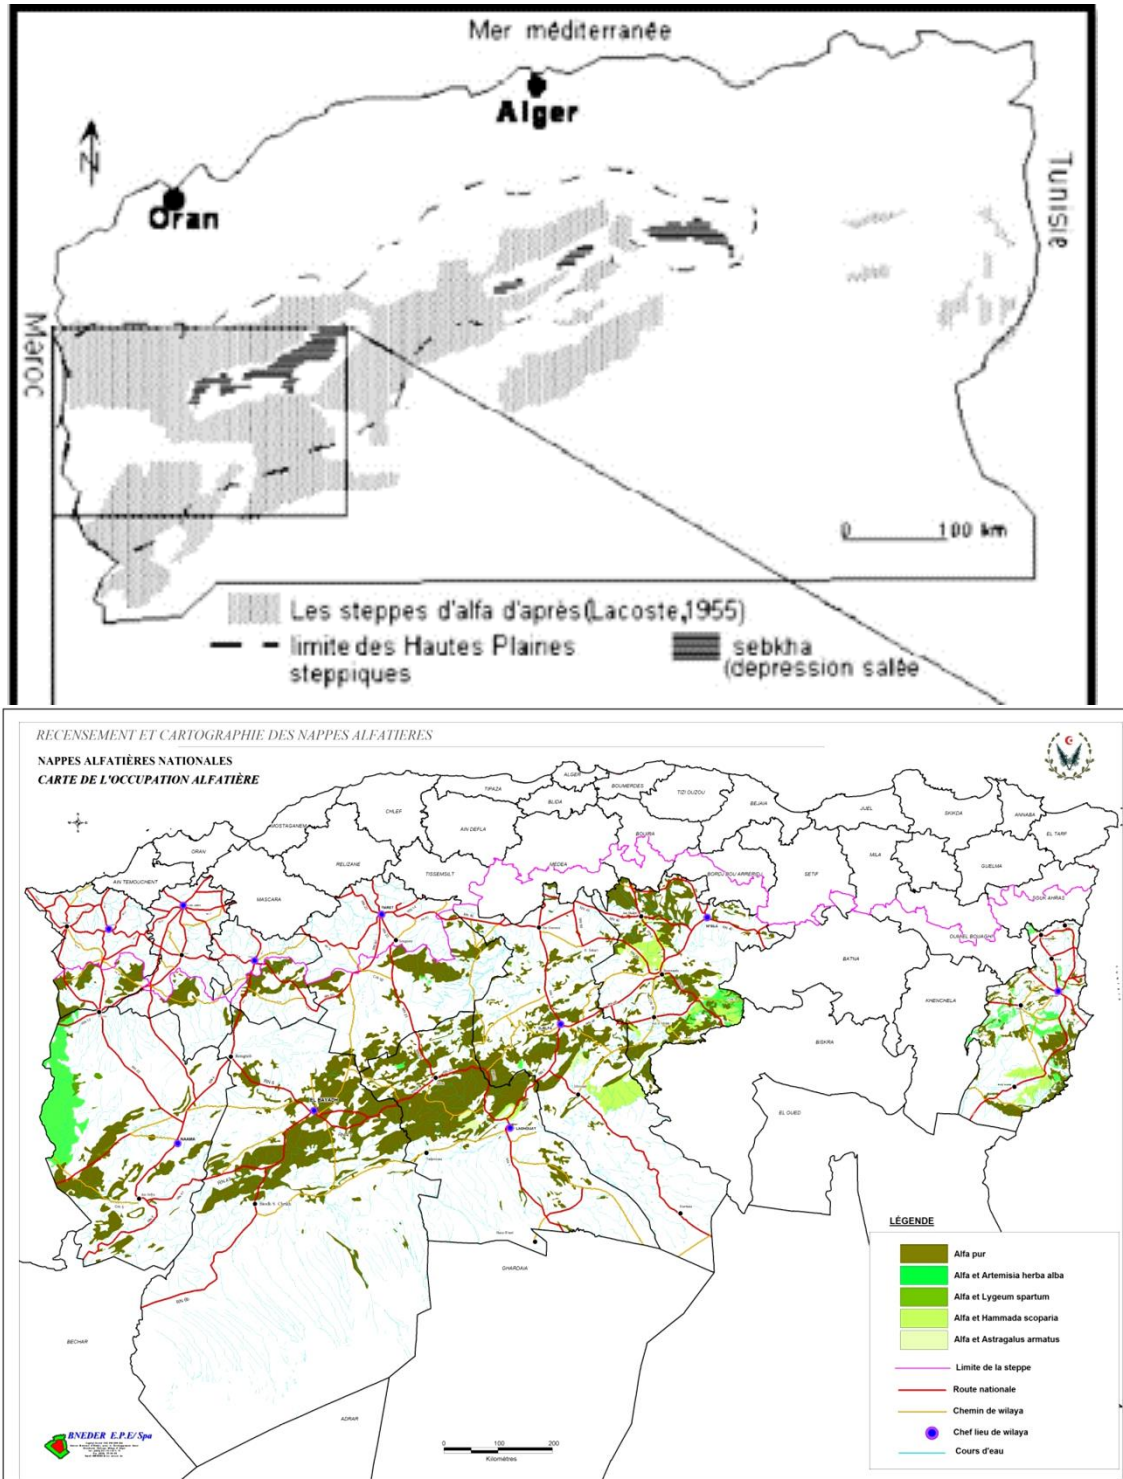 Mer méditerranée
Alger
N
Oran
Tunisie
Maroc
0 100 km
Les steppes d'alfa d'après(Lacoste,1955)
limite des Hautes Plaines
steppiques
sebkha
(depression salée
RECENSEMENT ET CARTOGRAPHIE DES NAPPES ALFATIERES
NAPPES ALFATIÈRES NATIONALES
CARTE DE L'OCCUPATION ALFATIÈRE
ALGER
BOUMERDES
TIPAZA
TIZI OUZOU
BLIDA
BEJAIA
JIJEL
SKIKDA
ANNABA
EL TARF
CHLEF
MOSTAGANEM
AIN DEFLA
BOUIRA
ORAN
RELIZANE
MEDEA
MILA
GUELMA
AIN TEMOUCHENT
TISSEMSILT
BORDJ BOU ARRERIDJ
SETIF
MASCARA
SOUK AHRAS
TIARET
M'SILA
OUM EL BOUAGHI
BATNA
KHENCHELA
BISKRA
EL BAYADH
EL OUED
LAGHOUAT
NAAMA
GHARDAIA
BECHAR
ADRAR
LÉGENDE
Alfa pur
Alfa et Artemisia herba alba
Alfa et Lygeum spartum
Alfa et Hammada scoparia
Alfa et Astragalus armatus
Limite de la steppe
Route nationale
Chemin de wilaya
Chef lieu de wilaya
Cours d'eau
BNEDER E.P.E/ Spa
0 100 200
Kilomètres